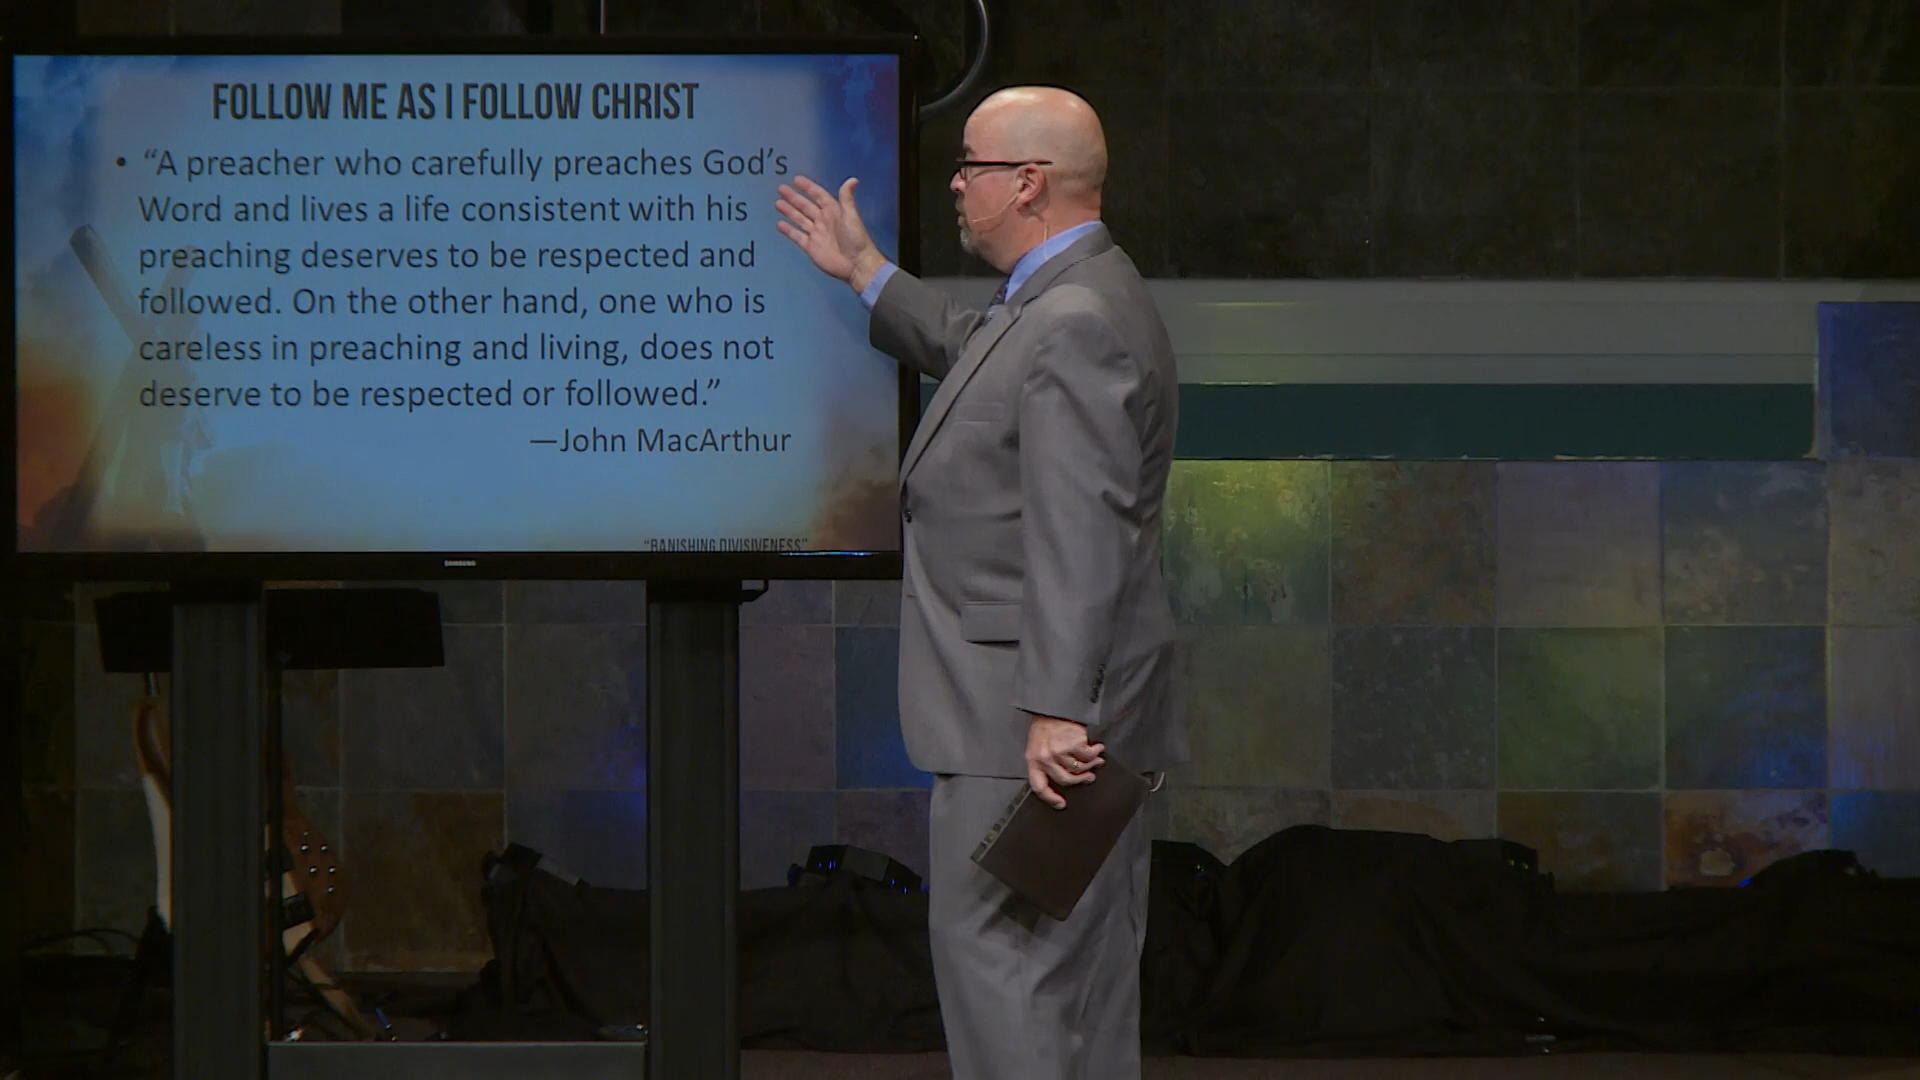 FOLLOW ME AS I FOLLOW CHRIST
• “A preacher who carefully preaches God’s
Word and lives a life consistent with his
preaching deserves to be respected and
followed. On the other hand, one who is
careless in preaching and living, does not
deserve to be respected or followed.”
—John MacArthur
“BANISHING DIVISIVENESS”
SAMSUNG